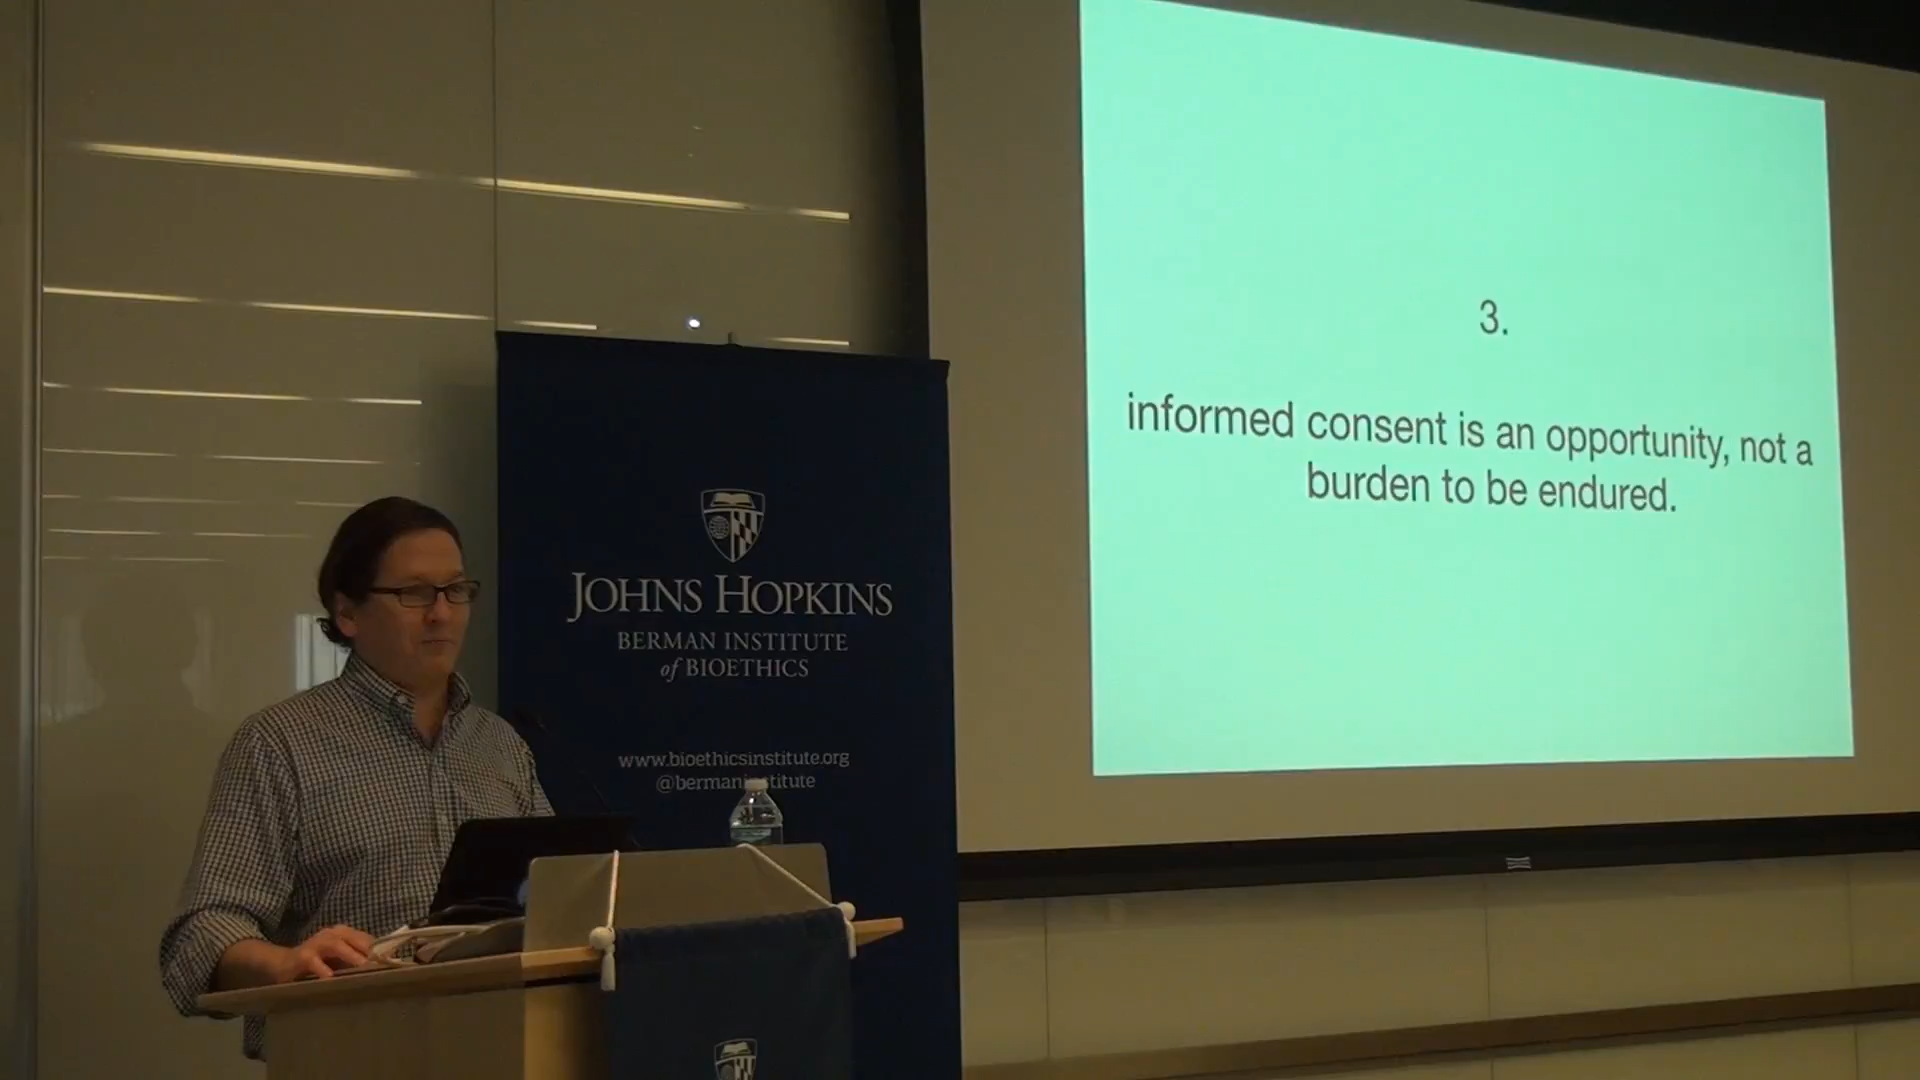 3.
informed consent is an opportunity, not a
burden to be endured.
JOHNS HOPKINS
BERMAN INSTITUTE
of BIOETHICS
www.bioethicsinstitute.org
@bermaninstitute